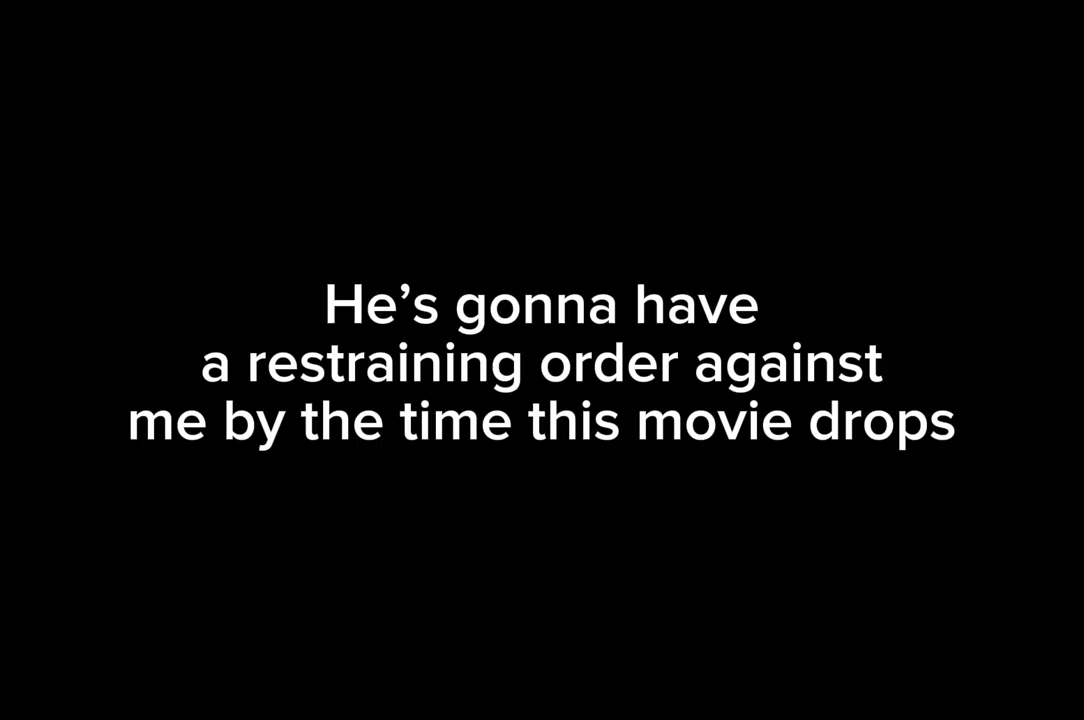 He’s gonna have
a restraining order against
me by the time this movie drops